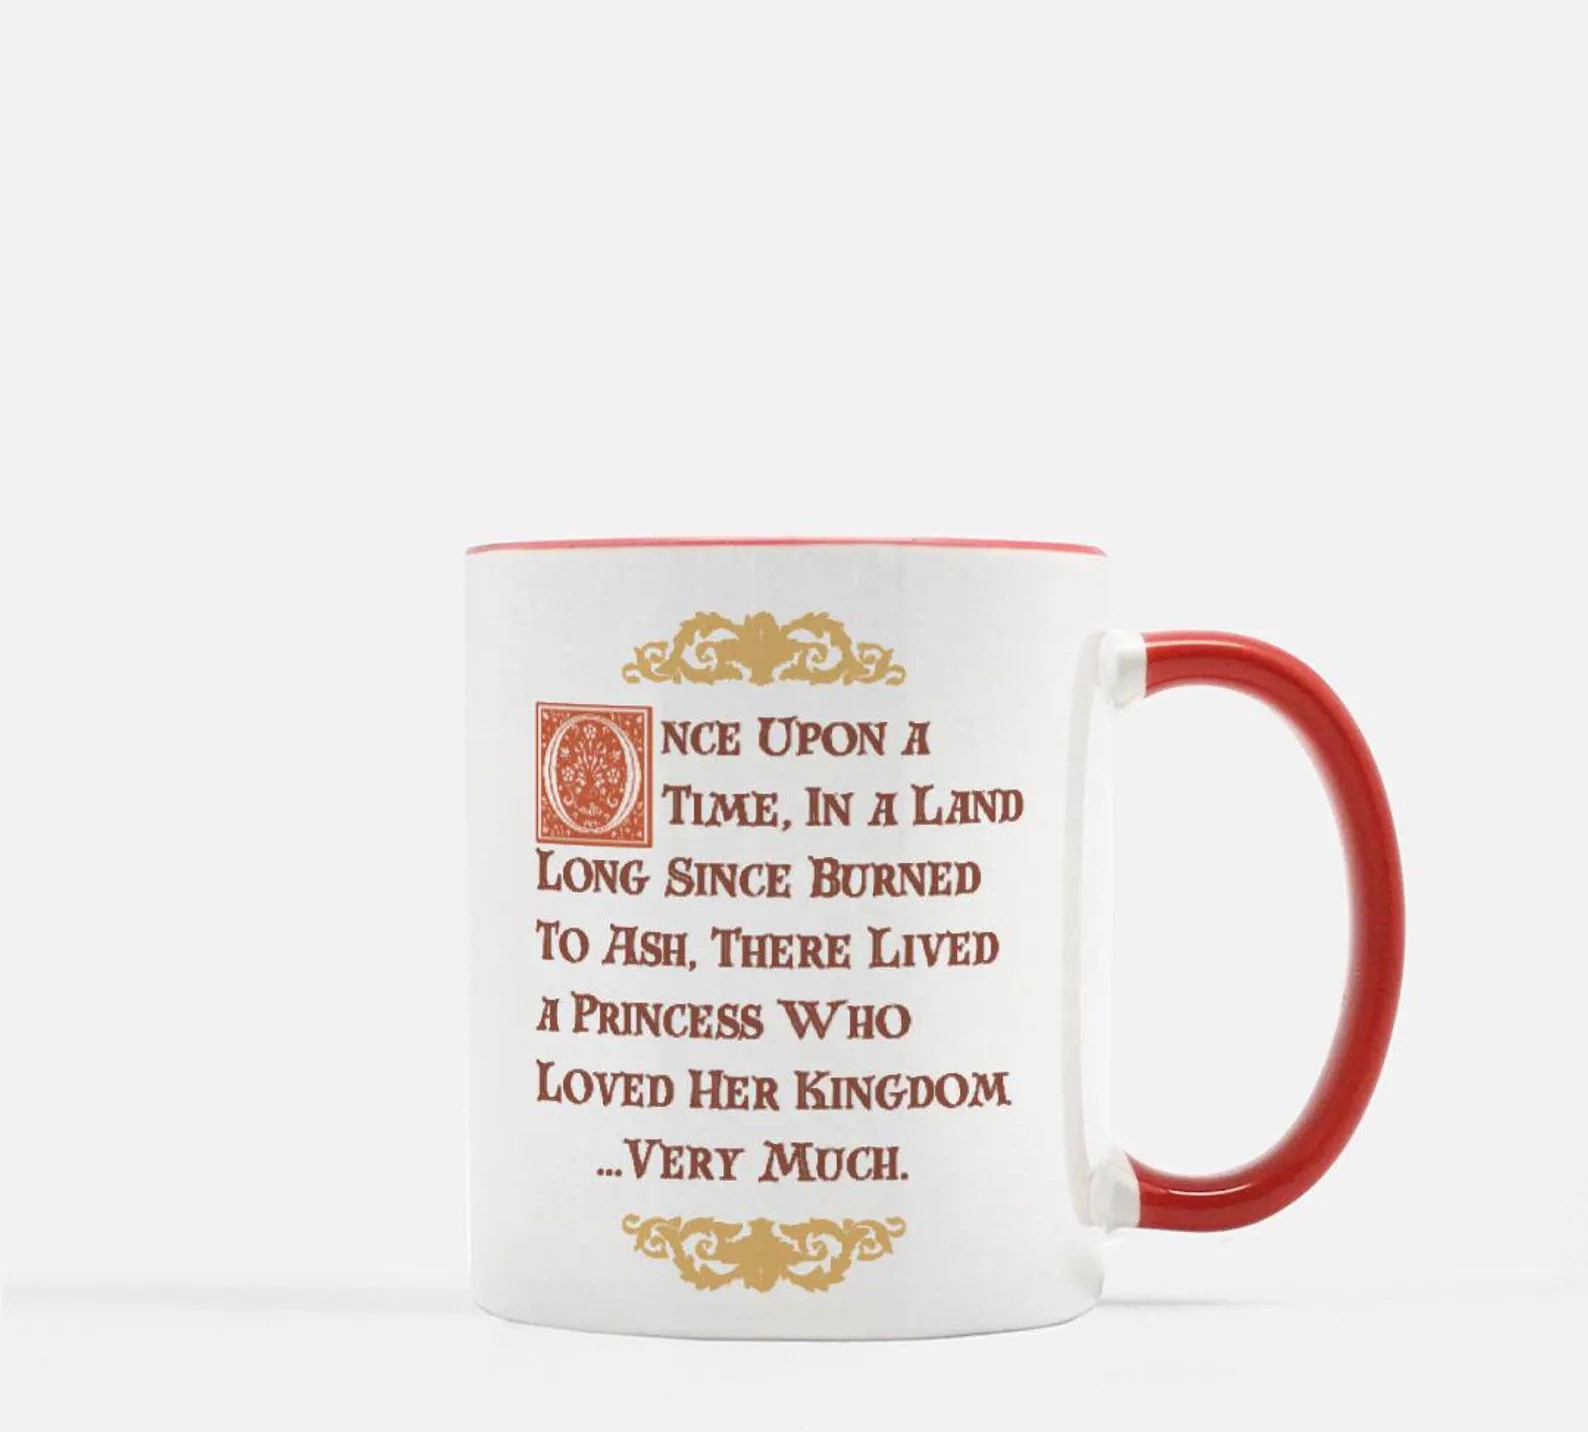 Once Upon a
Time, In a Land
Long Since Burned
To Ash, There Lived
a Princess Who
Loved Her Kingdom
...Very Much.